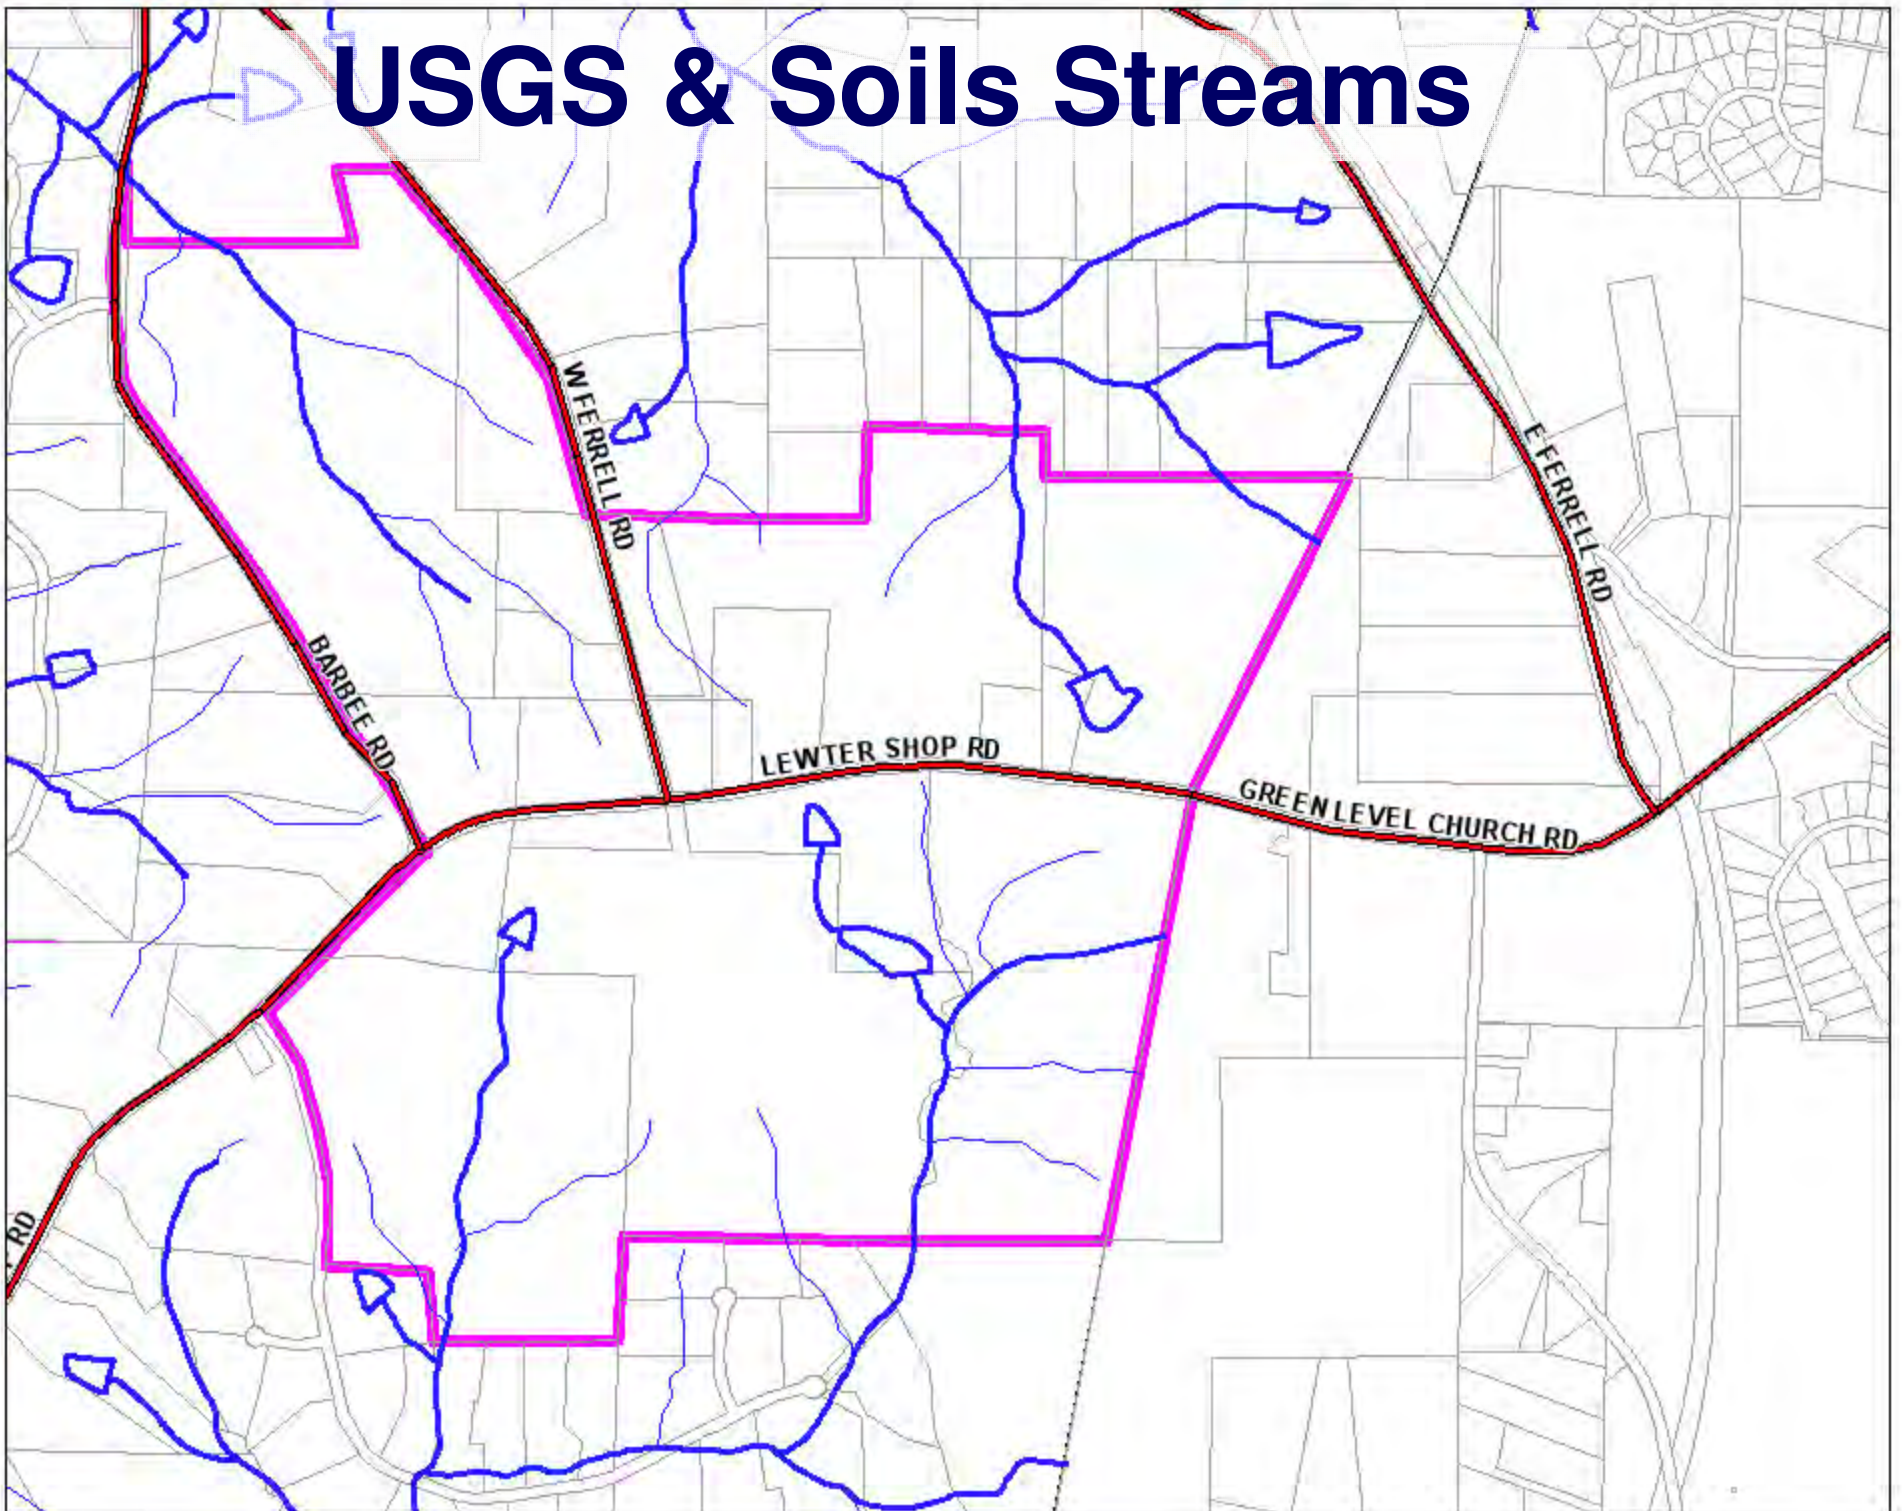 USGS & Soils Streams
W FERRELL RD
E FERRELL RD
BARBEE RD
LEWTER SHOP RD
GREEN LEVEL CHURCH RD
RD